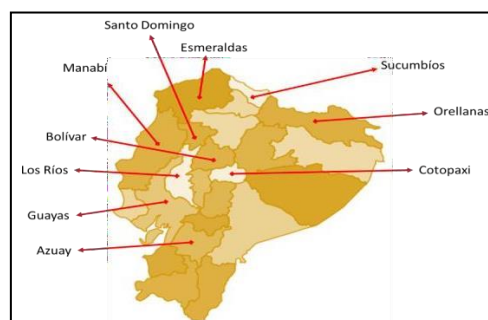 Santo Domingo
Esmeraldas
Manabí
Sucumbíos
Orellanas
Bolívar
Los Ríos
Cotopaxi
Guayas
Azuay